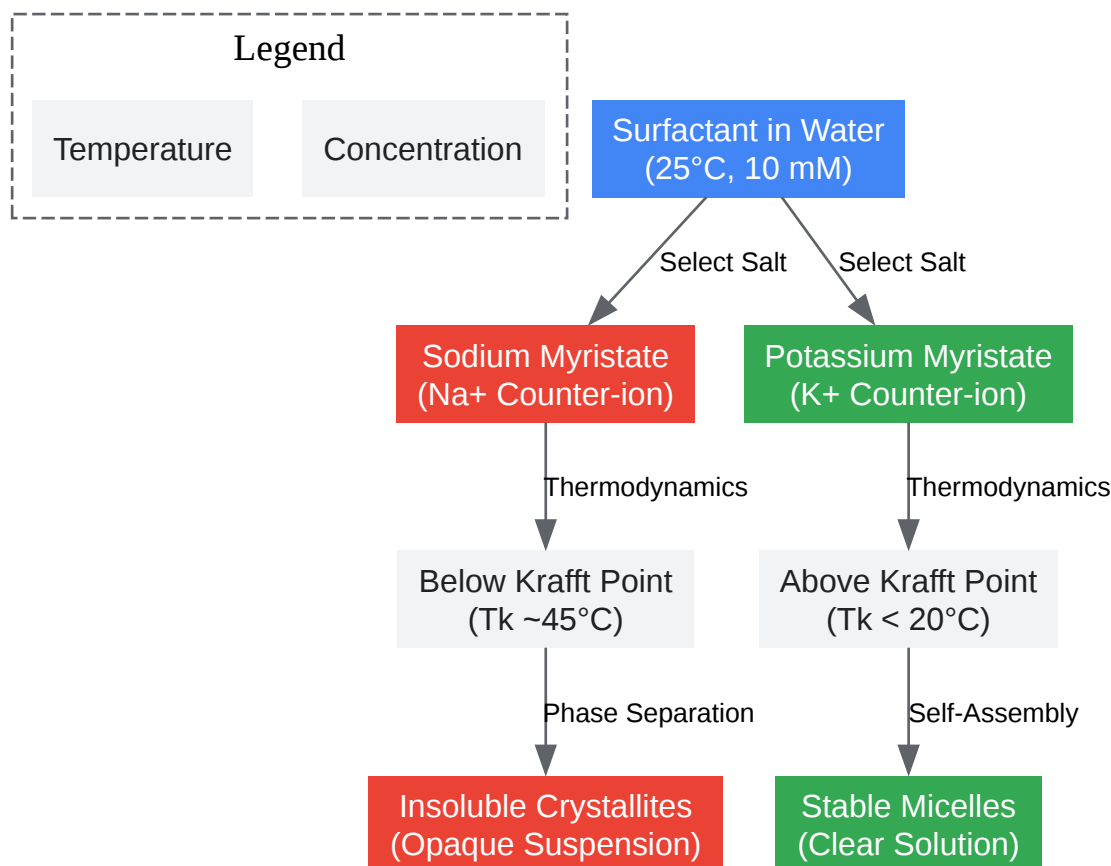 Legend
Temperature
Concentration
Surfactant in Water
(25°C, 10 mM)
Select Salt
Select Salt
Sodium Myristate
(Na+ Counter-ion)
Potassium Myristate
(K+ Counter-ion)
Thermodynamics
Thermodynamics
Below Krafft Point
(Tk ~45°C)
Above Krafft Point
(Tk < 20°C)
Phase Separation
Self-Assembly
Insoluble Crystallites
(Opaque Suspension)
Stable Micelles
(Clear Solution)